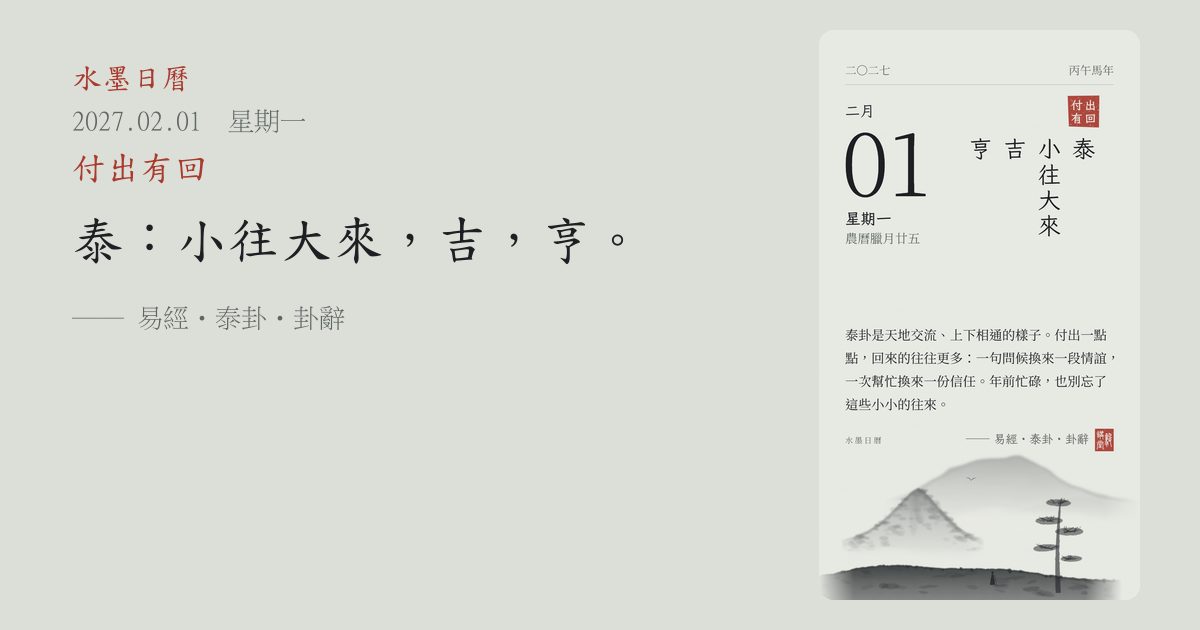 水墨日曆
2027.02.01 星期一
付出有回
泰：小往大來，吉，亨。
—— 易經・泰卦・卦辭
二〇二七
丙午馬年
二月
01
星期一
農曆臘月廿五
付出有回
泰
小往大來
吉
亨
泰卦是天地交流、上下相通的樣子。付出一點
點，回來的往往更多：一句問候換來一段情誼，
一次幫忙換來一份信任。年前忙碌，也別忘了
這些小小的往來。
水墨日曆
—— 易經・泰卦・卦辭